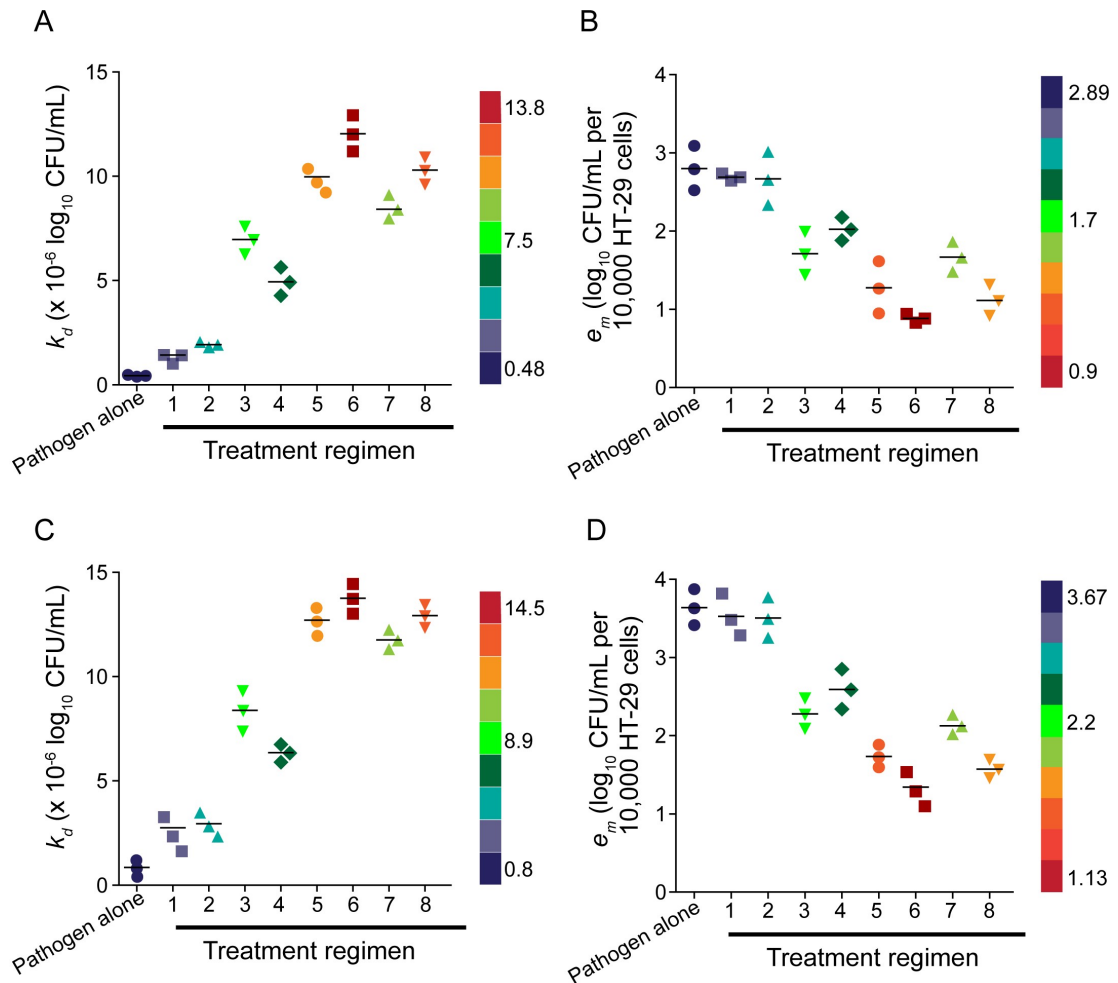 A
k_d (x 10^-6 log_10 CFU/mL)
15
10
5
0
Pathogen alone
1 2 3 4 5 6 7 8
Treatment regimen
13.8
7.5
0.48
B
e_m (log_10 CFU/mL per
10,000 HT-29 cells)
4
3
2
1
0
Pathogen alone
1 2 3 4 5 6 7 8
Treatment regimen
2.89
1.7
0.9
C
k_d (x 10^-6 log_10 CFU/mL)
15
10
5
0
Pathogen alone
1 2 3 4 5 6 7 8
Treatment regimen
14.5
8.9
0.8
D
e_m (log_10 CFU/mL per
10,000 HT-29 cells)
4
3
2
1
0
Pathogen alone
1 2 3 4 5 6 7 8
Treatment regimen
3.67
2.2
1.13